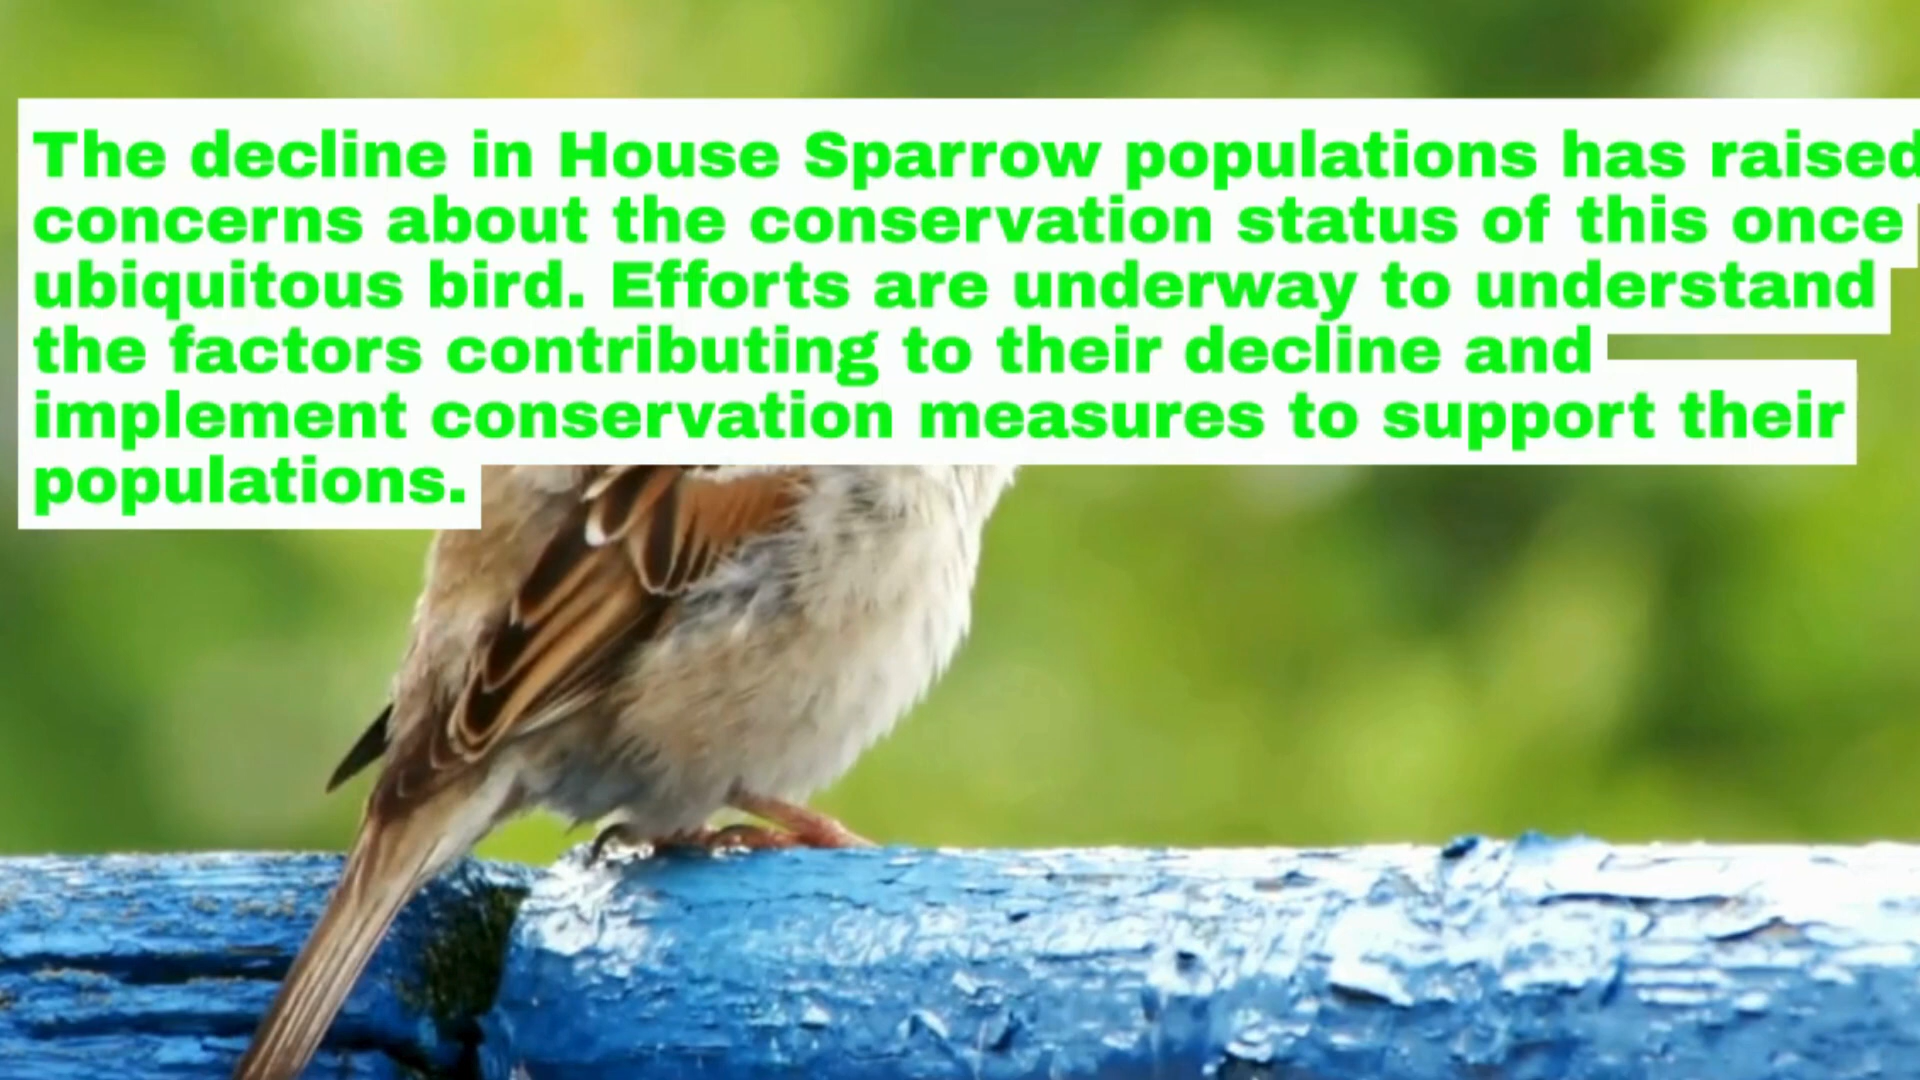 The decline in House Sparrow populations has raised
concerns about the conservation status of this once
ubiquitous bird. Efforts are underway to understand
the factors contributing to their decline and
implement conservation measures to support their
populations.